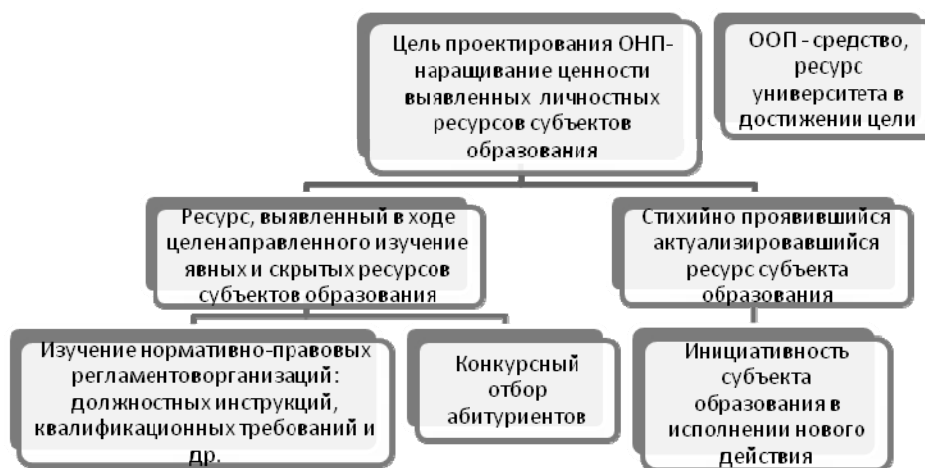 Цель проектирования ОНП-
наращивание ценности
выявленных личностных
ресурсов субъектов
образования
ООП - средство,
ресурс
университета в
достижении цели
Ресурс, выявленный в ходе
целенаправленного изучение
явных и скрытых ресурсов
субъектов образования
Стихийно проявившийся
актуализировавшийся
ресурс субъекта
образования
Изучение нормативно-правовых
регламентоворганизаций:
должностных инструкций,
квалификационных требований и
др.
Конкурсный
отбор
абитуриентов
Инициативность
субъекта
образования в
исполнении нового
действия